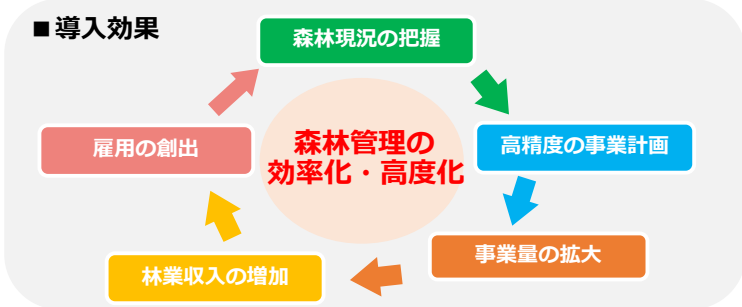 ■導入効果
森林現況の把握
高精度の事業計画
事業量の拡大
林業収入の増加
雇用の創出
森林管理の
効率化・高度化